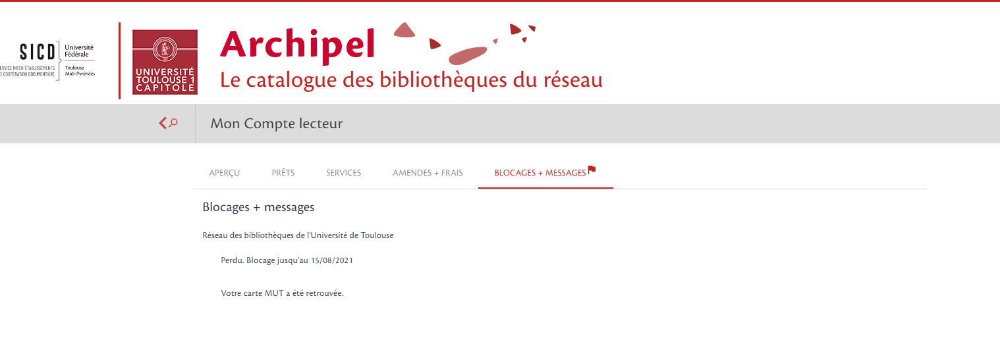 SICD
Université
Fédérale
Toulouse
Midi-Pyrénées
ERVICE INTER-ÉTABLISSEMENTS
E COOPÉRATION DOCUMENTAIRE
UNIVERSITÉ
TOULOUSE 1
CAPITOLE
Archipel
Le catalogue des bibliothèques du réseau
Mon Compte lecteur
APERÇU
PRÊTS
SERVICES
AMENDES + FRAIS
BLOCAGES + MESSAGES
Blocages + messages
Réseau des bibliothèques de l'Université de Toulouse
Perdu. Blocage jusqu'au 15/08/2021
Votre carte MUT a été retrouvée.